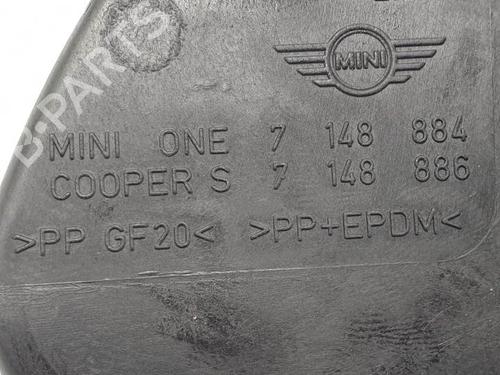 B-PARTS
MINI
MINI ONE 7 148 884
COOPER S 7 148 886
>PP GF20< >PP+EPDM<